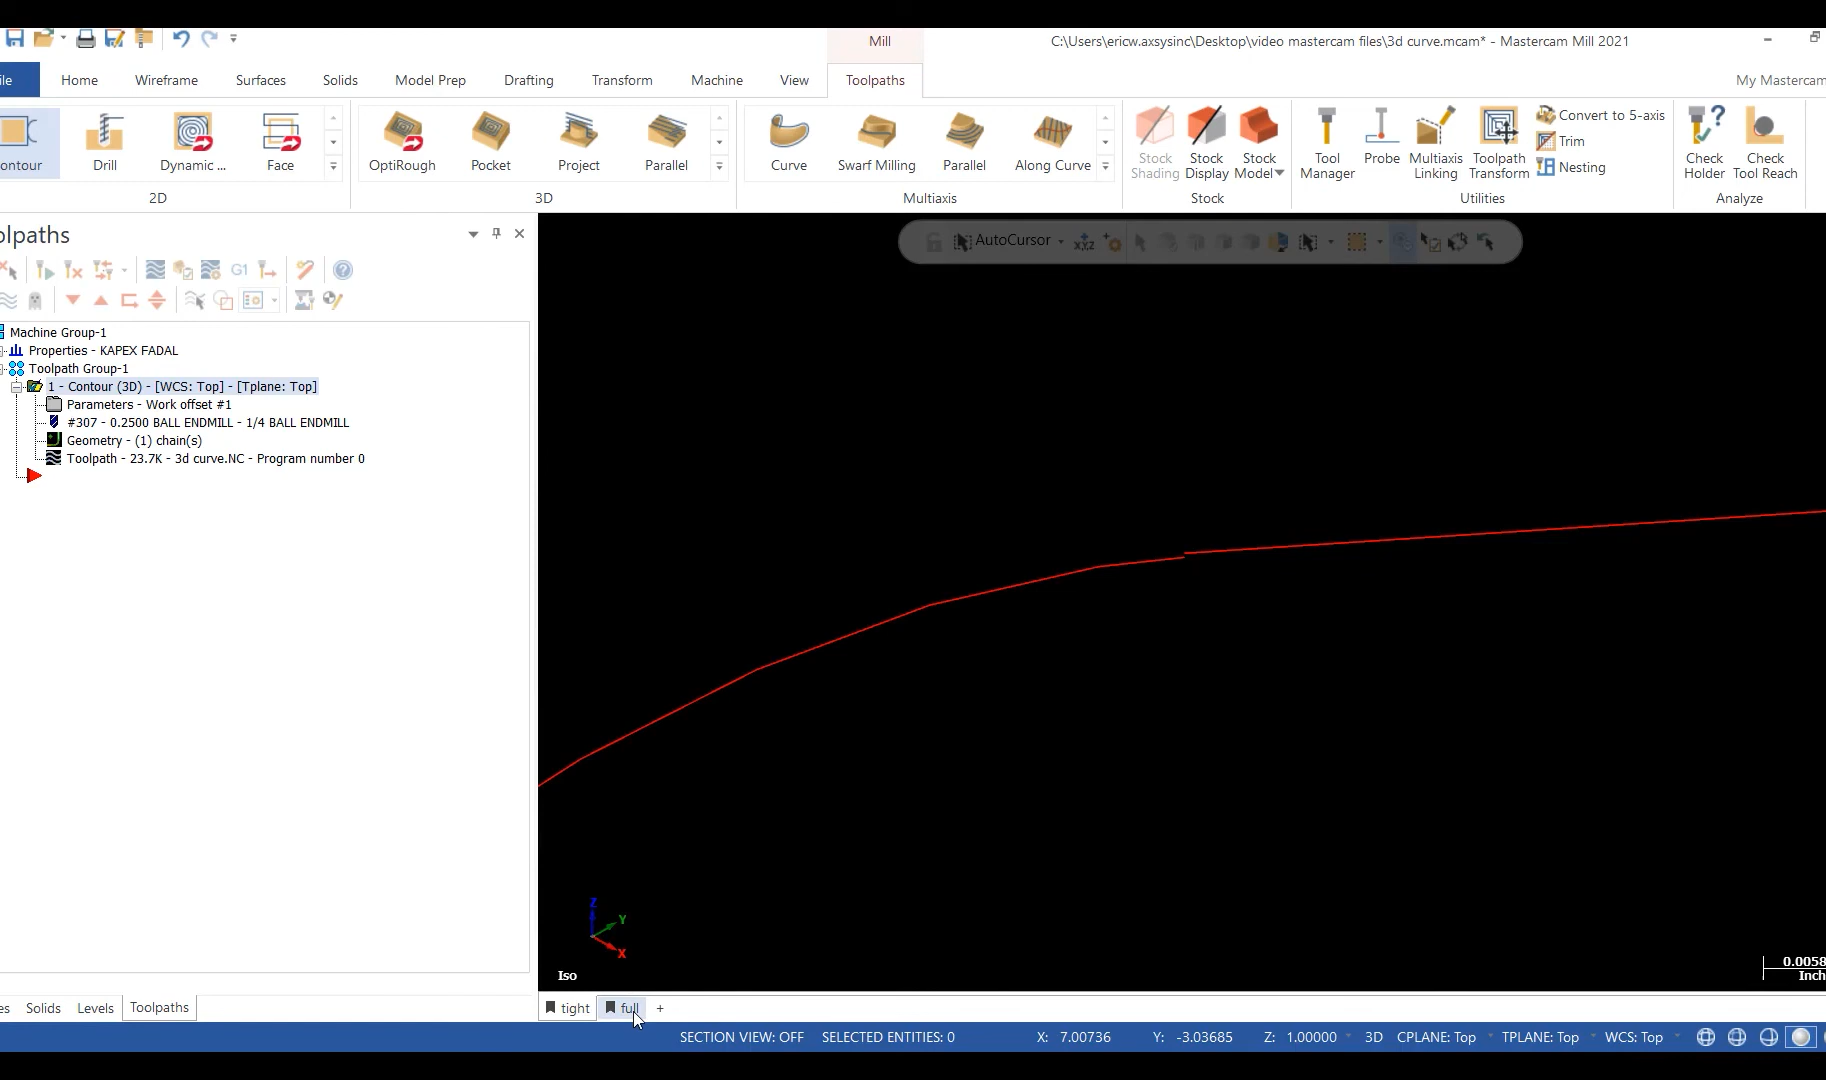 Mill
C:\Users\ericw.axsysinc\Desktop\video mastercam files\3d curve.mcam* - Mastercam Mill 2021
ile
Home
Wireframe
Surfaces
Solids
Model Prep
Drafting
Transform
Machine
View
Toolpaths
My Mastercam
ontour
Drill
Dynamic ...
Face
2D
OptiRough
Pocket
Project
Parallel
3D
Curve
Swarf Milling
Parallel
Along Curve
Multiaxis
Stock Shading
Stock Display
Stock Model
Stock
Tool Manager
Probe
Multiaxis Linking
Toolpath Transform
Convert to 5-axis
Trim
Nesting
Utilities
Check Holder
Check Tool Reach
Analyze
olpaths
G1
AutoCursor
XYZ
Machine Group-1
Properties - KAPEX FADAL
Toolpath Group-1
1 - Contour (3D) - [WCS: Top] - [Tplane: Top]
Parameters - Work offset #1
#307 - 0.2500 BALL ENDMILL - 1/4 BALL ENDMILL
Geometry - (1) chain(s)
Toolpath - 23.7K - 3d curve.NC - Program number 0
Z
Y
X
Iso
0.0058
Inch
es
Solids
Levels
Toolpaths
tight
full
+
SECTION VIEW: OFF
SELECTED ENTITIES: 0
X: 7.00736
Y: -3.03685
Z: 1.00000
3D
CPLANE: Top
TPLANE: Top
WCS: Top